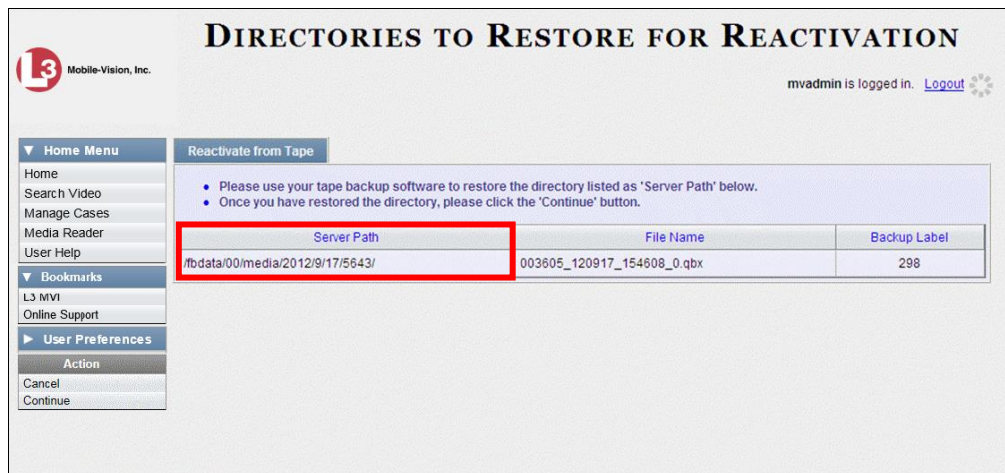 DIRECTORIES TO RESTORE FOR REACTIVATION
L3 Mobile-Vision, Inc.
mvadmin is logged in. Logout
▼ Home Menu
Home
Search Video
Manage Cases
Media Reader
User Help
▼ Bookmarks
L3 MVI
Online Support
▶ User Preferences
Action
Cancel
Continue
Reactivate from Tape
• Please use your tape backup software to restore the directory listed as 'Server Path' below.
• Once you have restored the directory, please click the 'Continue' button.
Server Path File Name Backup Label
/fbdata/00/media/2012/9/17/5643/ 003605_120917_154608_0.qbx 298